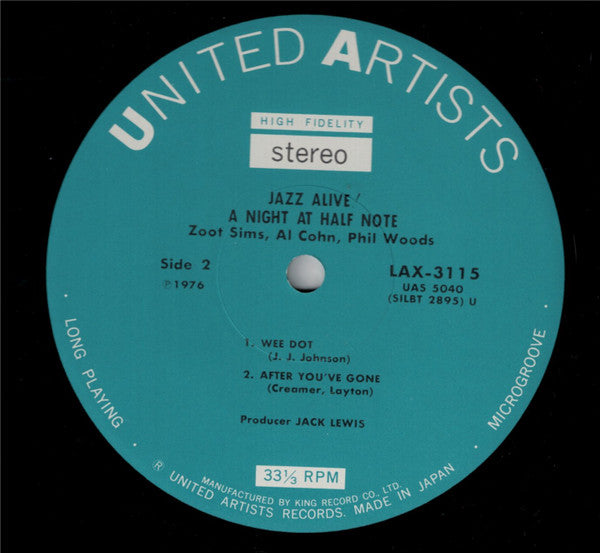 UNITED ARTISTS
HIGH FIDELITY
stereo
JAZZ ALIVE!
A NIGHT AT HALF NOTE
Zoot Sims, Al Cohn, Phil Woods
Side 2
℗1976
LAX-3115
UAS 5040
(SILBT 2895) U
1. WEE DOT
(J. J. Johnson)
2. AFTER YOU'VE GONE
(Creamer, Layton)
Producer JACK LEWIS
33⅓ RPM
· LONG PLAYING ·
· MICROGROOVE ·
MANUFACTURED BY KING RECORD CO., LTD.
® UNITED ARTISTS RECORDS. MADE IN JAPAN